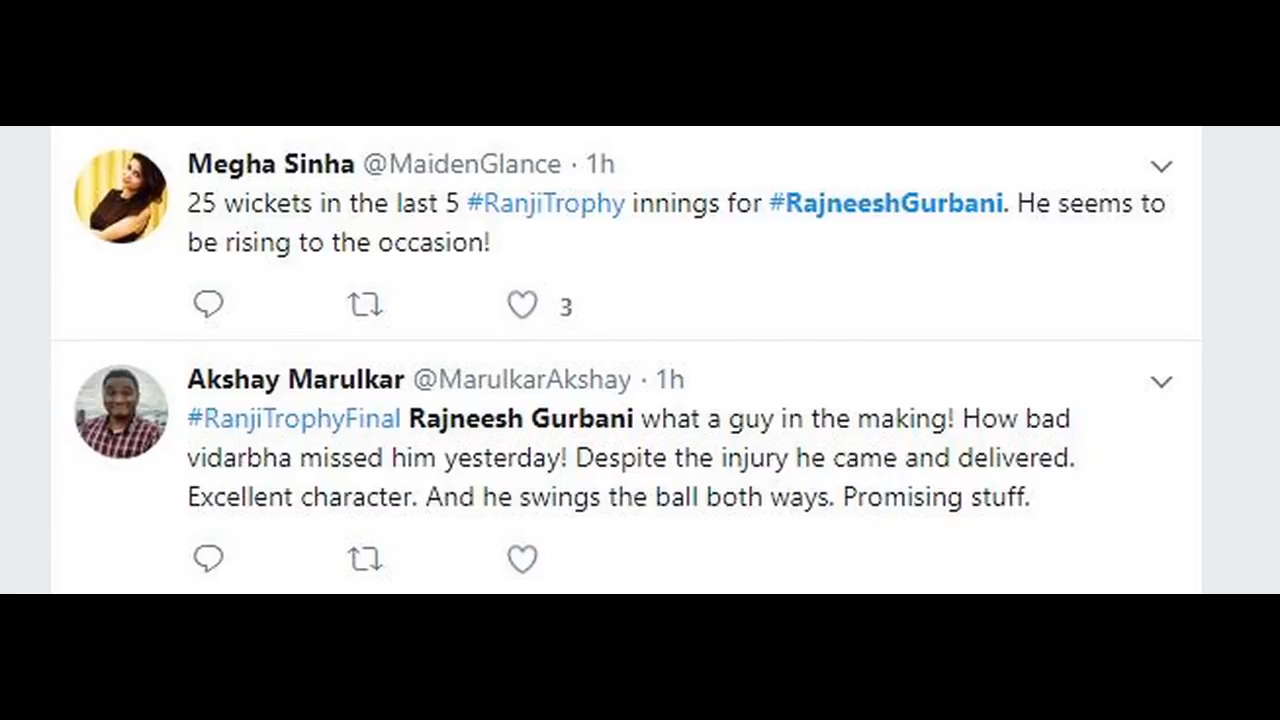 Megha Sinha @MaidenGlance · 1h
25 wickets in the last 5 #RanjiTrophy innings for #RajneeshGurbani. He seems to
be rising to the occasion!
3
Akshay Marulkar @MarulkarAkshay · 1h
#RanjiTrophyFinal Rajneesh Gurbani what a guy in the making! How bad
vidarbha missed him yesterday! Despite the injury he came and delivered.
Excellent character. And he swings the ball both ways. Promising stuff.